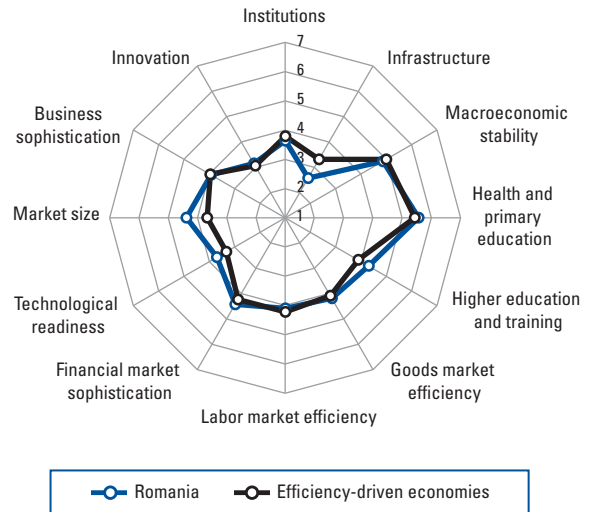 Institutions
7
6
5
4
3
2
1
Infrastructure
Macroeconomic
stability
Health and
primary
education
Higher education
and training
Goods market
efficiency
Labor market efficiency
Financial market
sophistication
Technological
readiness
Market size
Business
sophistication
Innovation
Romania
Efficiency-driven economies